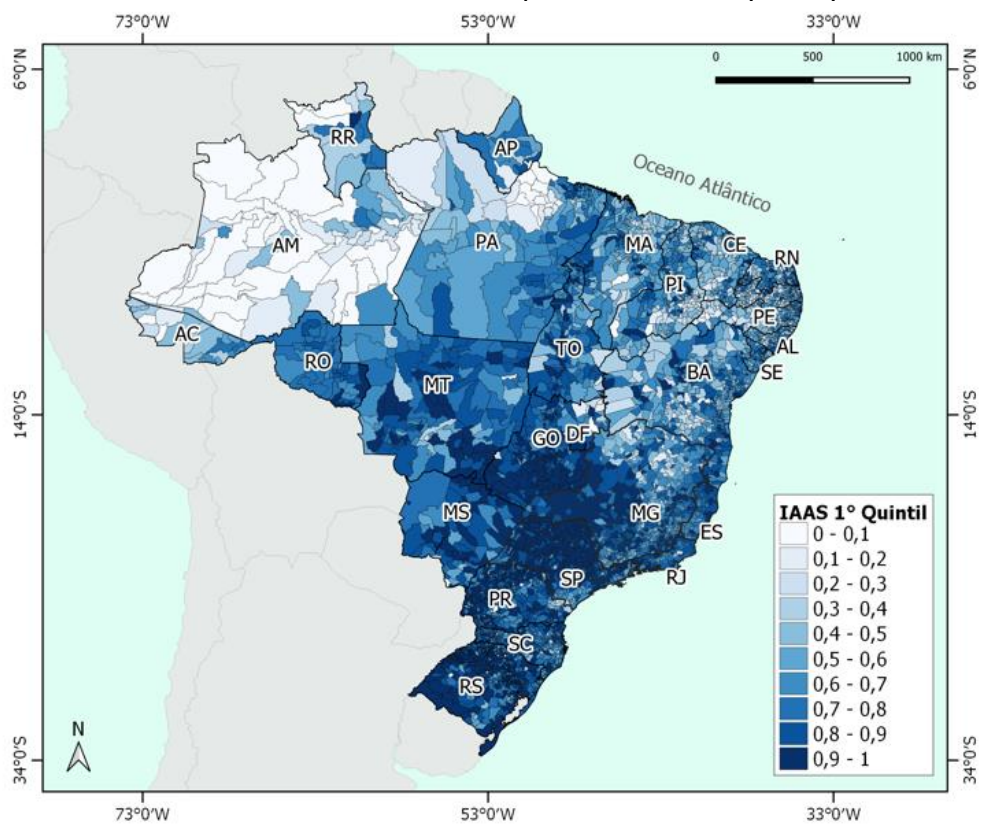 73°0'W 53°0'W 33°0'W
6°0'N
6°0'N
0 500 1000 km
RR
AP
Oceano Atlântico
AM
PA
MA
CE
RN
PI
PE
AC
AL
TO
RO
BA
SE
MT
14°0'S
14°0'S
GO
DF
MS
MG
ES
IAAS 1° Quintil
0 - 0,1
0,1 - 0,2
0,2 - 0,3
0,3 - 0,4
0,4 - 0,5
0,5 - 0,6
0,6 - 0,7
0,7 - 0,8
0,8 - 0,9
0,9 - 1
SP
RJ
PR
SC
RS
N
34°0'S
34°0'S
73°0'W 53°0'W 33°0'W